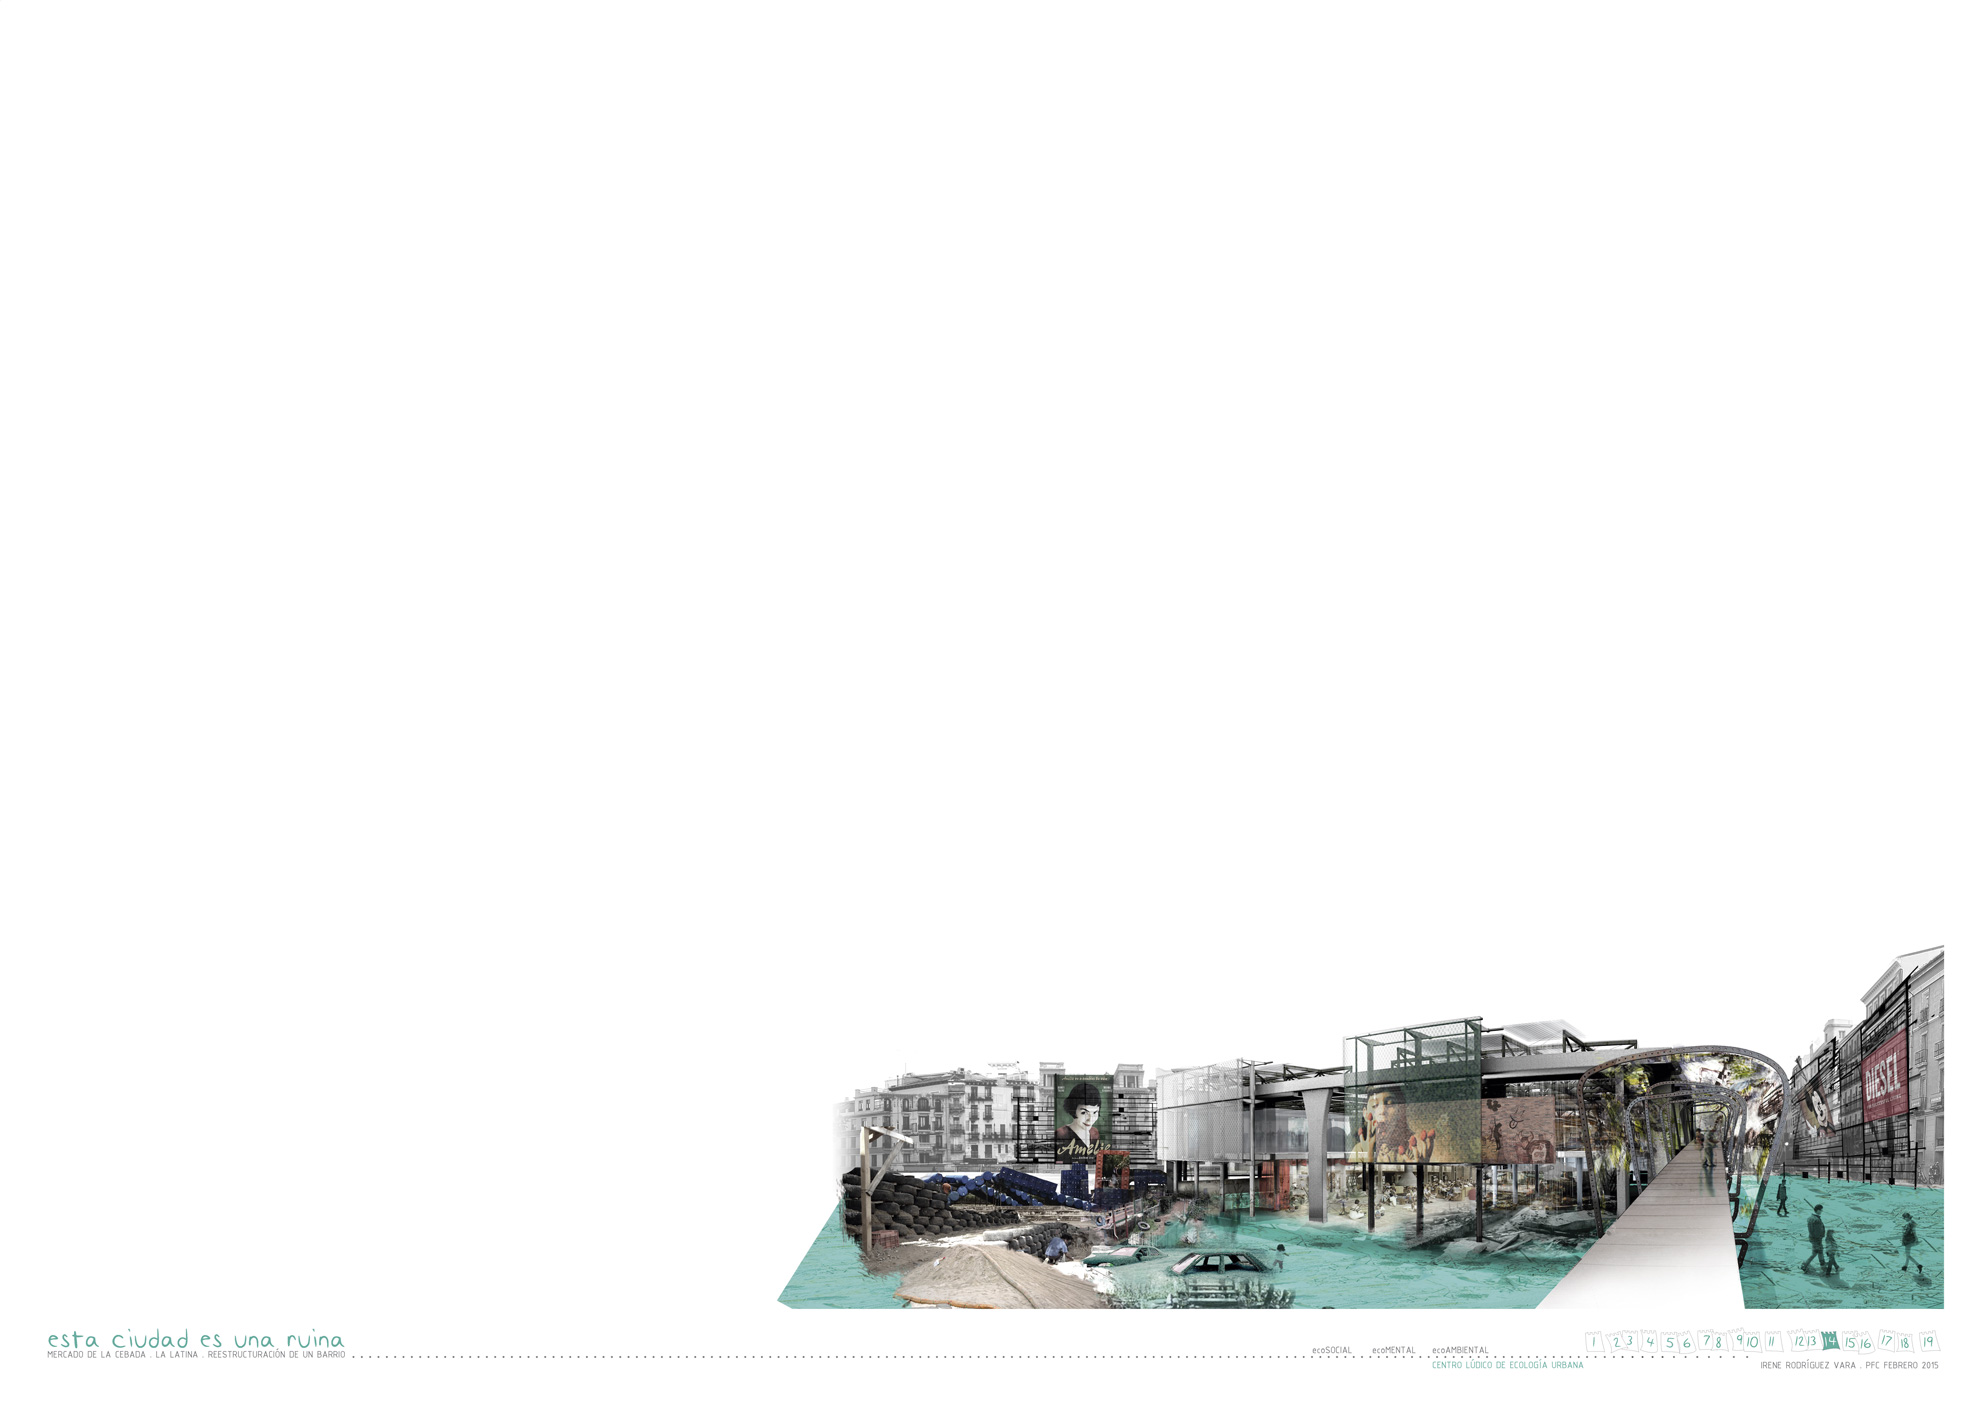 Amélie
DIESEL
esta ciudad es una ruina
MERCADO DE LA CEBADA . LA LATINA . REESTRUCTURACIÓN DE UN BARRIO
ecoSOCIAL ecoMENTAL ecoAMBIENTAL
1 2 3 4 5 6 7 8 9 10 11 12 13 14 15 16 17 18 19
CENTRO LÚDICO DE ECOLOGÍA URBANA
IRENE RODRÍGUEZ VARA . PFC FEBRERO 2015